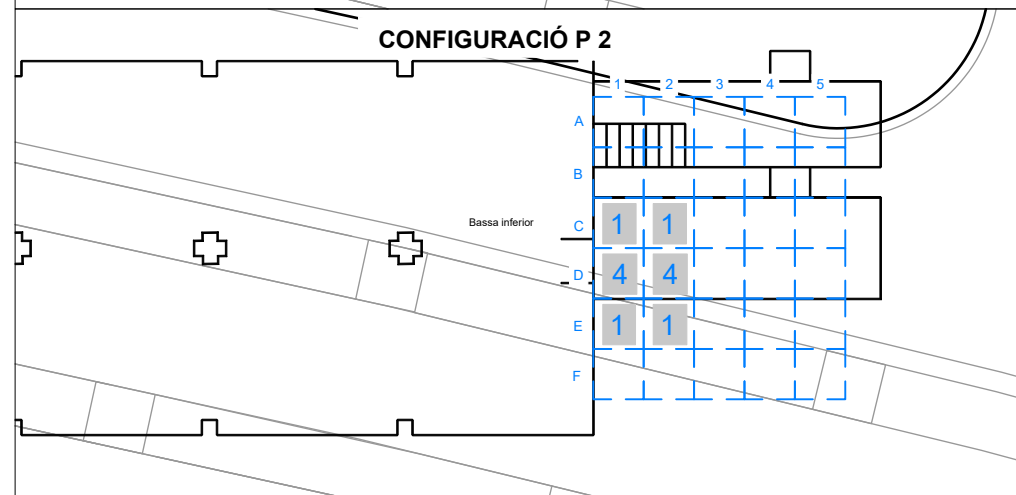 CONFIGURACIÓ P 2
1 2 3 4 5
A
B
Bassa inferior
C 1 1
D 4 4
E 1 1
F